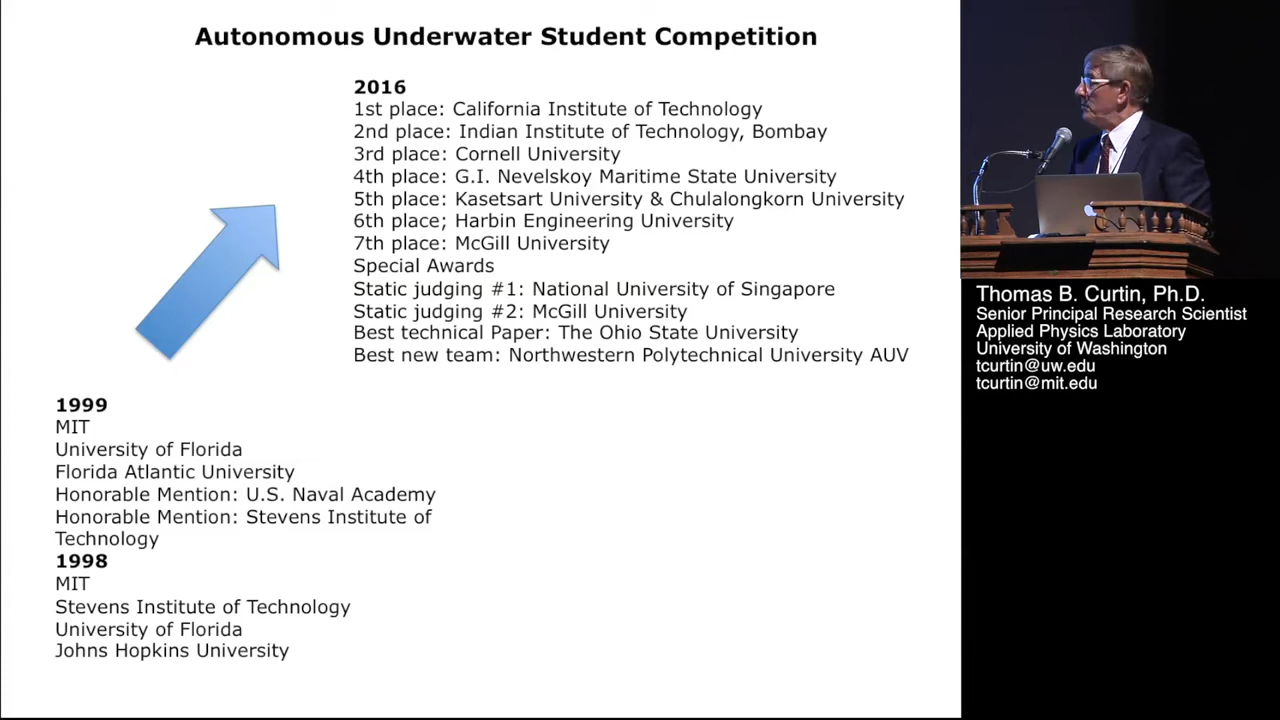 Autonomous Underwater Student Competition
2016
1st place: California Institute of Technology
2nd place: Indian Institute of Technology, Bombay
3rd place: Cornell University
4th place: G.I. Nevelskoy Maritime State University
5th place: Kasetsart University & Chulalongkorn University
6th place; Harbin Engineering University
7th place: McGill University
Special Awards
Static judging #1: National University of Singapore
Static judging #2: McGill University
Best technical Paper: The Ohio State University
Best new team: Northwestern Polytechnical University AUV
1999
MIT
University of Florida
Florida Atlantic University
Honorable Mention: U.S. Naval Academy
Honorable Mention: Stevens Institute of
Technology
1998
MIT
Stevens Institute of Technology
University of Florida
Johns Hopkins University
Thomas B. Curtin, Ph.D.
Senior Principal Research Scientist
Applied Physics Laboratory
University of Washington
tcurtin@uw.edu
tcurtin@mit.edu